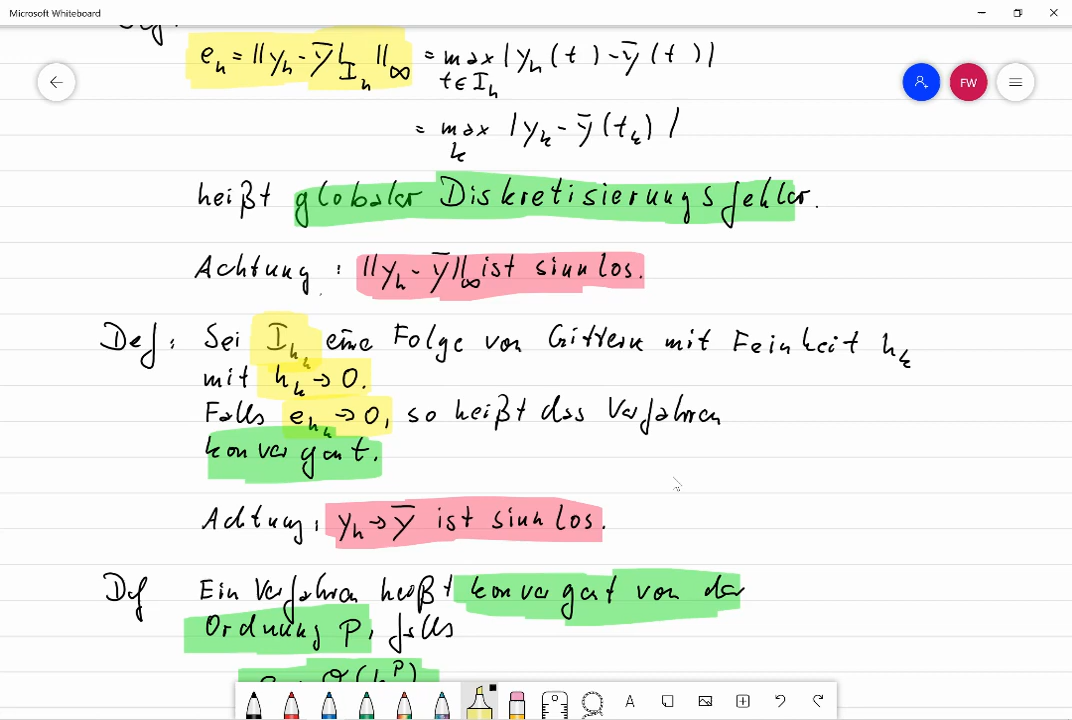 Microsoft Whiteboard
e_h = ||y_h - ȳ|_{I_h}||_∞ = max_{t∈I_h} |y_h(t) - ȳ(t)|
= max_k |y_k - ȳ(t_k)|
FW
heißt globaler Diskretisierungsfehler.
Achtung: ||y_h - ȳ||_∞ ist sinnlos.
Def: Sei I_{h_k} eine Folge von Gittern mit Feinheit h_k
mit h_k → 0.
Falls e_{h_k} → 0, so heißt das Verfahren
konvergent.
Achtung: y_h → ȳ ist sinnlos.
Def Ein Verfahren heißt konvergent von der
Ordnung p, falls
O(h^p)
A